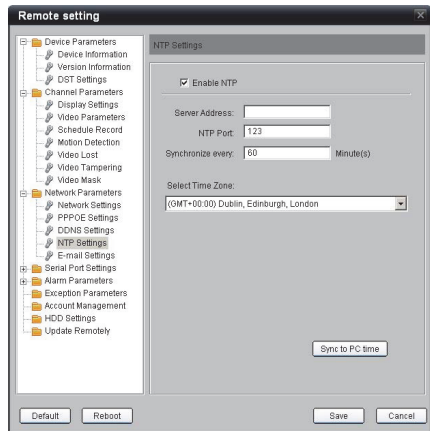 Remote setting
Device Parameters
Device Information
Version Information
DST Settings
Channel Parameters
Display Settings
Video Parameters
Schedule Record
Motion Detection
Video Lost
Video Tampering
Video Mask
Network Parameters
Network Settings
PPPOE Settings
DDNS Settings
NTP Settings
E-mail Settings
Serial Port Settings
Alarm Parameters
Exception Parameters
Account Management
HDD Settings
Update Remotely
NTP Settings
Enable NTP
Server Address:
NTP Port: 123
Synchronize every: 60 Minute(s)
Select Time Zone:
(GMT+00:00) Dublin, Edinburgh, London
Sync to PC time
Default Reboot Save Cancel